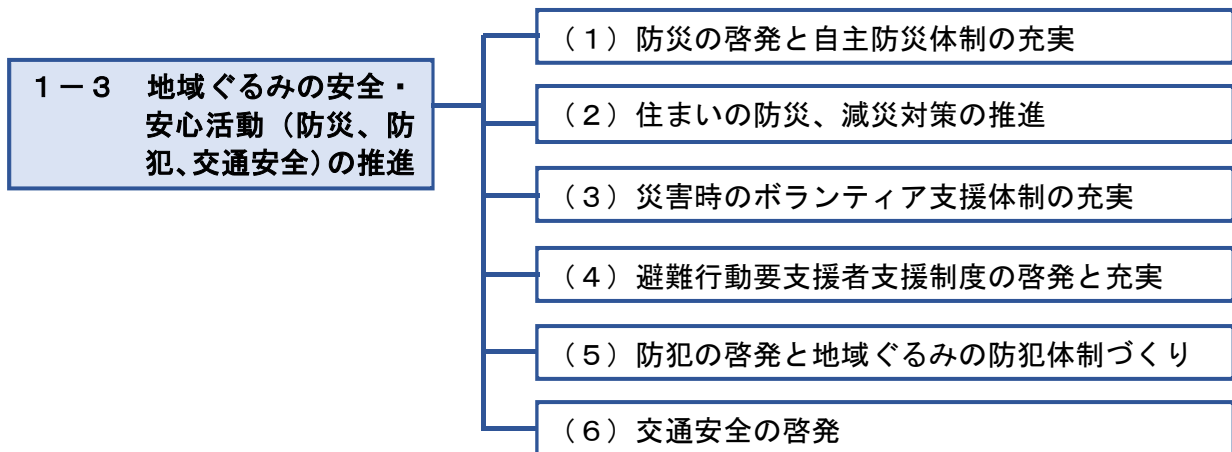 1-3 地域ぐるみの安全・
安心活動(防災、防
犯、交通安全)の推進
(1)防災の啓発と自主防災体制の充実
(2)住まいの防災、減災対策の推進
(3)災害時のボランティア支援体制の充実
(4)避難行動要支援者支援制度の啓発と充実
(5)防犯の啓発と地域ぐるみの防犯体制づくり
(6)交通安全の啓発